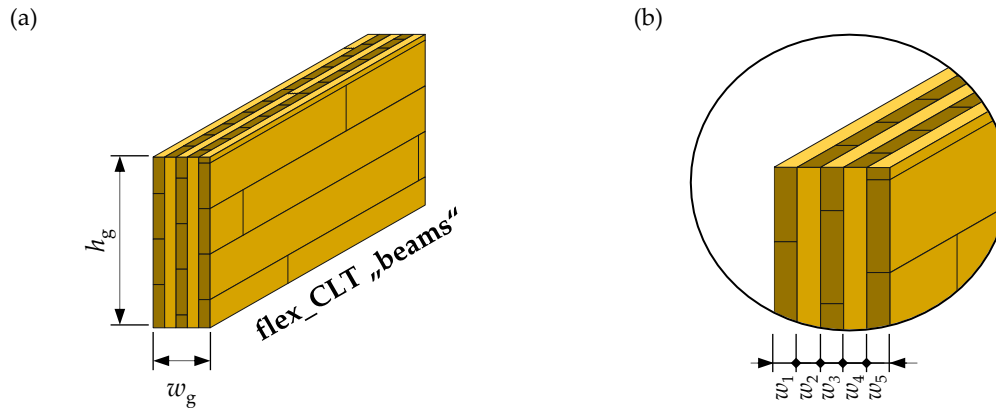 (a)
(b)
h_g
flex_CLT „beams“
w_g
w_1
w_2
w_3
w_4
w_5